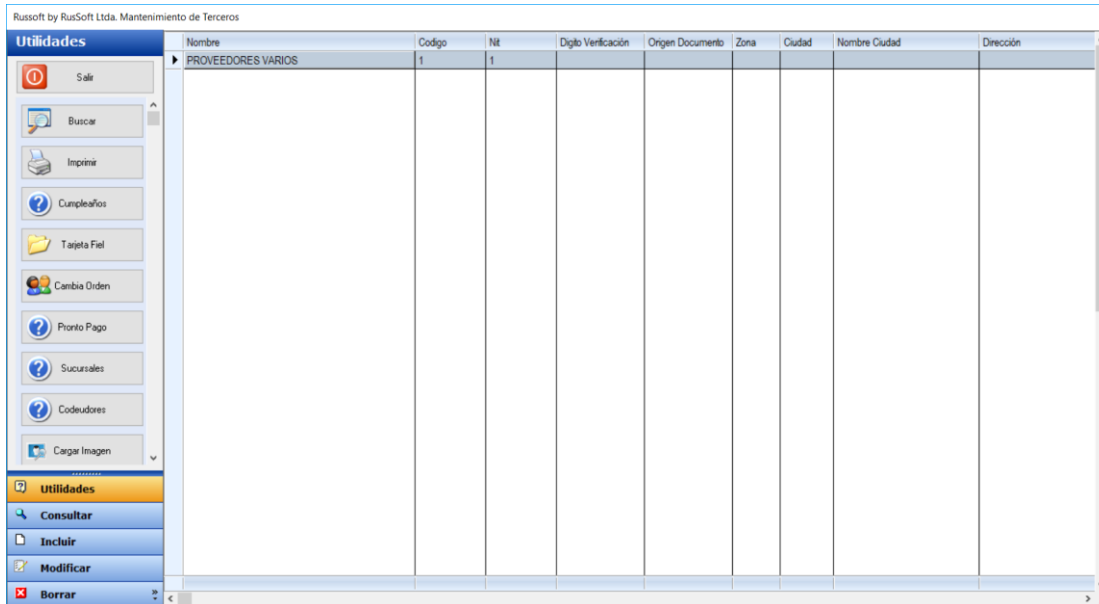 Russoft by RusSoft Ltda. Mantenimiento de Terceros
Utilidades
Nombre Codigo Nit Digito Verificación Origen Documento Zona Ciudad Nombre Ciudad Dirección
PROVEEDORES VARIOS 1 1
Salir
Buscar
Imprimir
Cumpleaños
Tarjeta Fiel
Cambia Orden
Pronto Pago
Sucursales
Codeudores
Cargar Imagen
Utilidades
Consultar
Incluir
Modificar
Borrar